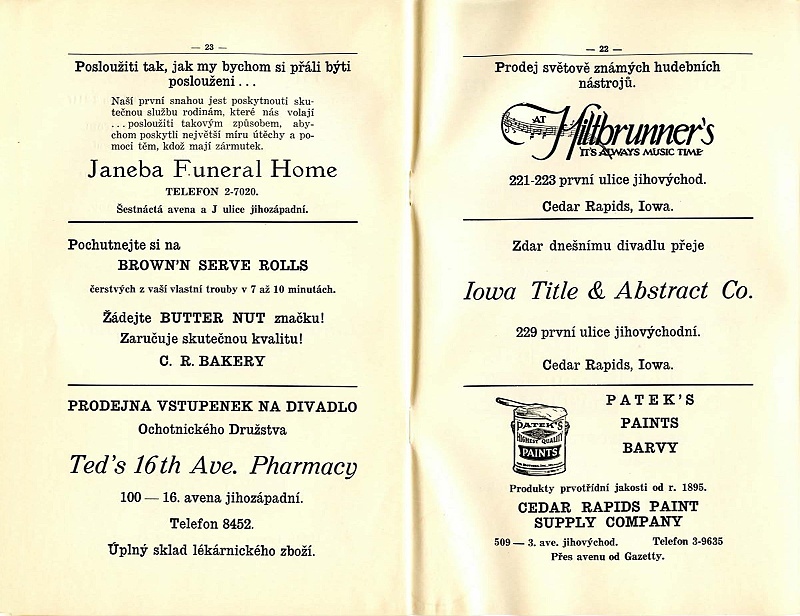 — 23 —
Posloužiti tak, jak my bychom si přáli býti
poslouženi . . .
Naší první snahou jest poskytnouti sku-
tečnou službu rodinám, které nás volají
. . . posloužiti takovým způsobem, aby-
chom poskytli největší míru útěchy a po-
moci těm, kdož mají zármutek.
Janeba Funeral Home
TELEFON 2-7020.
Šestnáctá avena a J ulice jihozápadní.
Pochutnejte si na
BROWN'N SERVE ROLLS
čerstvých z vaší vlastní trouby v 7 až 10 minutách.
Žádejte BUTTER NUT značku!
Zaručuje skutečnou kvalitu!
C. R. BAKERY
PRODEJNA VSTUPENEK NA DIVADLO
Ochotnického Družstva
Ted's 16th Ave. Pharmacy
100 — 16. avena jihozápadní.
Telefon 8452.
Úplný sklad lékárnického zboží.
— 22 —
Prodej světově známých hudebních
nástrojů.
AT
Hiltbrunner's
IT'S ALWAYS MUSIC TIME
221-223 první ulice jihovýchod.
Cedar Rapids, Iowa.
Zdar dnešnímu divadlu přeje
Iowa Title & Abstract Co.
229 první ulice jihovýchodní.
Cedar Rapids, Iowa.
PATEK'S
PAINTS
BARVY
PATEK'S
HIGHEST QUALITY
PAINTS
Produkty prvotřídní jakosti od r. 1895.
CEDAR RAPIDS PAINT
SUPPLY COMPANY
509 — 3. ave. jihovýchod. Telefon 3-9635
Přes avenu od Gazetty.